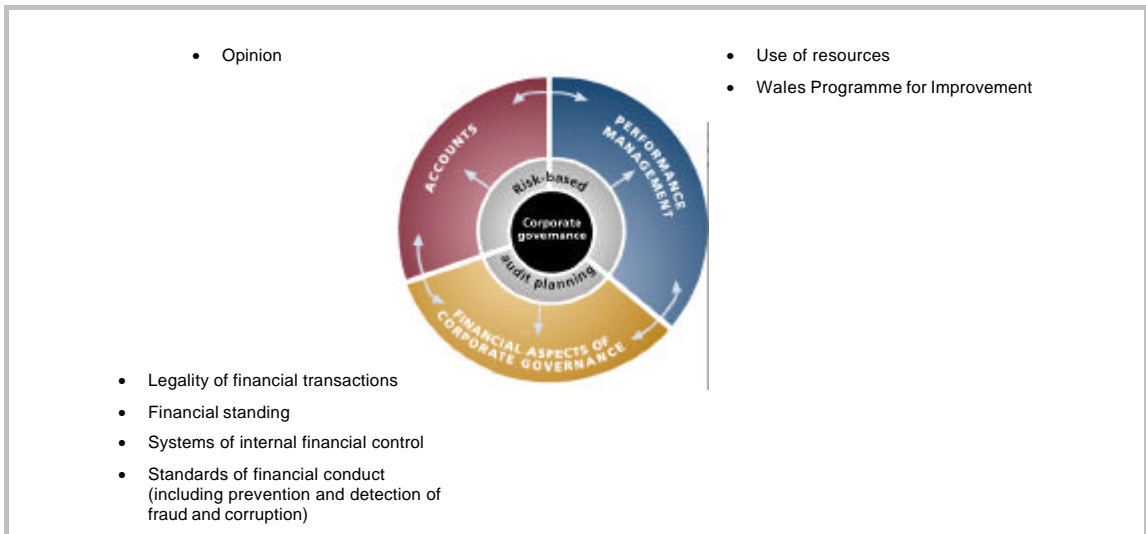 • Opinion
• Use of resources
• Wales Programme for Improvement
ACCOUNTS
PERFORMANCE
MANAGEMENT
Risk-based
Corporate
governance
audit planning
FINANCIAL ASPECTS OF
CORPORATE GOVERNANCE
• Legality of financial transactions
• Financial standing
• Systems of internal financial control
• Standards of financial conduct
(including prevention and detection of
fraud and corruption)